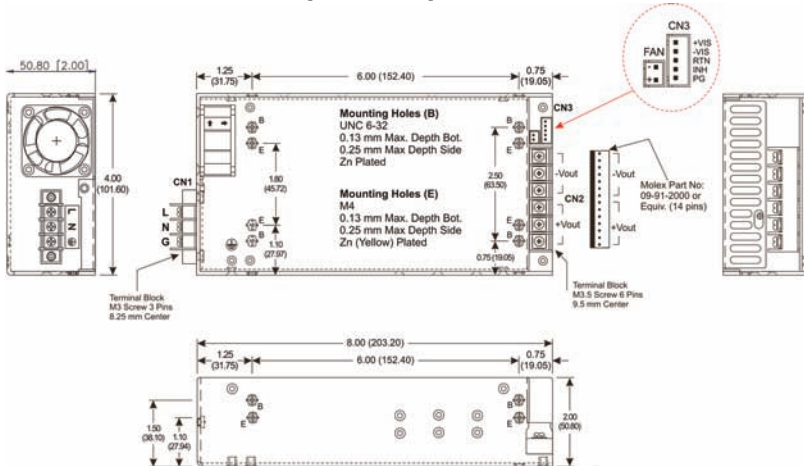 CN3
FAN
+VIS
-VIS
RTN
INH
PG
50.80 [2.00]
1.25
(31.75)
6.00 (152.40)
0.75
(19.05)
CN3
4.00
(101.60)
L
N
CN1
L
N
G
B
E
Mounting Holes (B)
UNC 6-32
0.13 mm Max. Depth Bot.
0.25 mm Max Depth Side
Zn Plated
1.80
(45.72)
Mounting Holes (E)
M4
0.13 mm Max. Depth Bot.
0.25 mm Max Depth Side
Zn (Yellow) Plated
1.10
(27.97)
E
B
B
E
2.50
(63.50)
E
B
0.75 (19.05)
-Vout
CN2
+Vout
-Vout
+Vout
Molex Part No:
09-91-2000 or
Equiv. (14 pins)
Terminal Block
M3 Screw 3 Pins
8.25 mm Center
Terminal Block
M3.5 Screw 6 Pins
9.5 mm Center
8.00 (203.20)
1.25
(31.75)
6.00 (152.40)
0.75
(19.05)
1.50
(38.10)
1.10
(27.94)
B
E
B
E
2.00
(50.80)